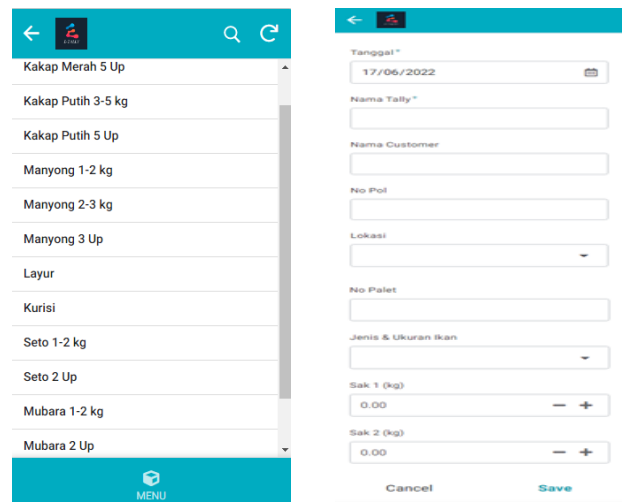 Kakap Merah 5 Up
Kakap Putih 3-5 kg
Kakap Putih 5 Up
Manyong 1-2 kg
Manyong 2-3 kg
Manyong 3 Up
Layur
Kurisi
Seto 1-2 kg
Seto 2 Up
Mubara 1-2 kg
Mubara 2 Up
MENU
Tanggal*
17/06/2022
Nama Tally*
Nama Customer
No Pol
Lokasi
No Palet
Jenis & Ukuran Ikan
Sak 1 (kg)
0.00
Sak 2 (kg)
0.00
Cancel Save